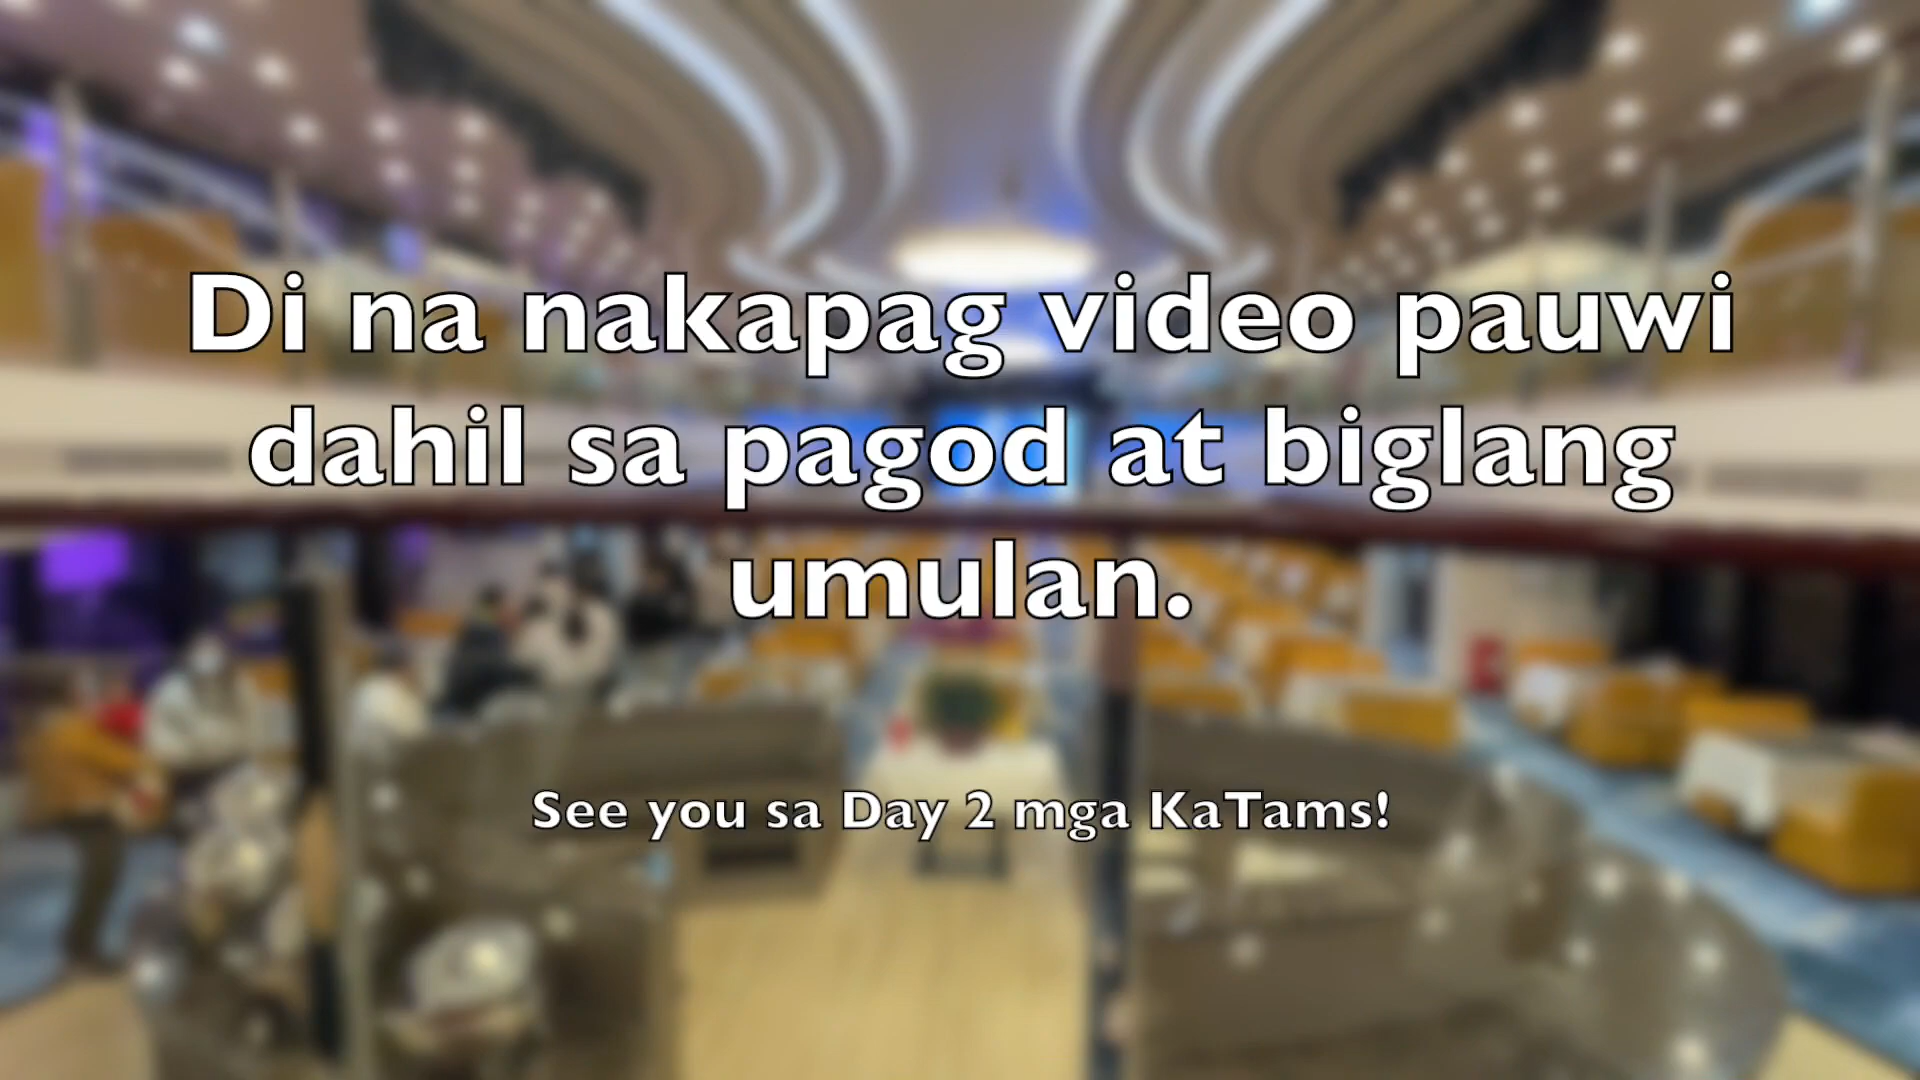 Di na nakapag video pauwi
dahil sa pagod at biglang
umulan.
See you sa Day 2 mga KaTams!